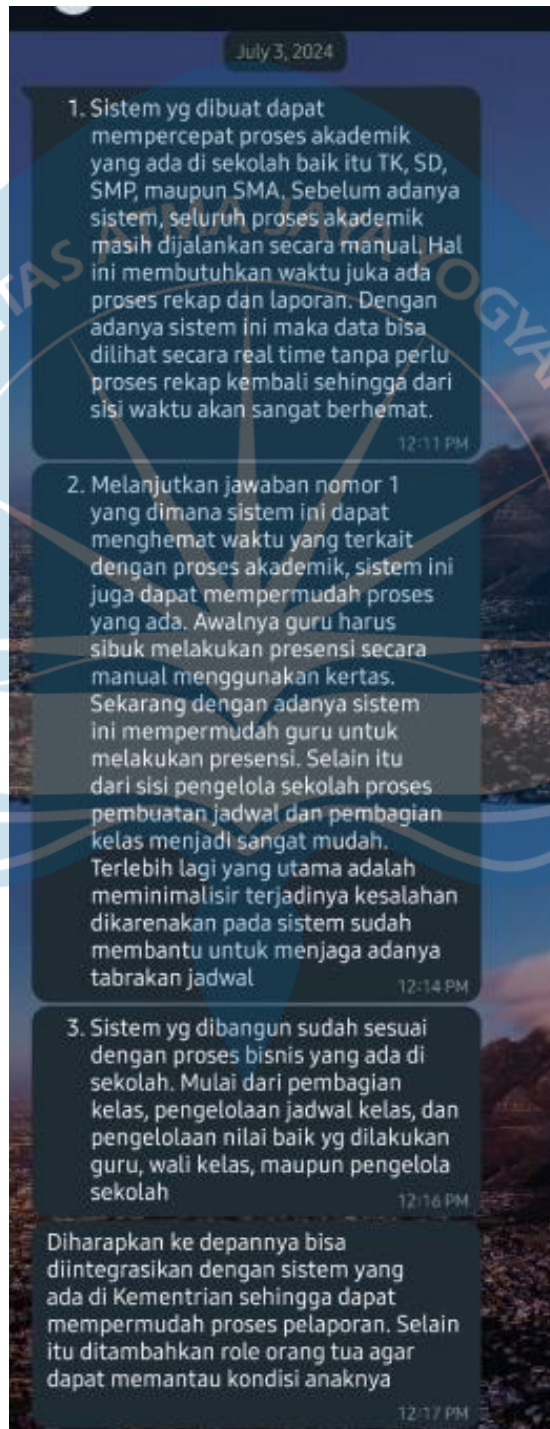 July 3, 2024
1. Sistem yg dibuat dapat
mempercepat proses akademik
yang ada di sekolah baik itu TK, SD,
SMP, maupun SMA, Sebelum adanya
sistem, seluruh proses akademik
masih dijalankan secara manual. Hal
ini membutuhkan waktu juka ada
proses rekap dan laporan. Dengan
adanya sistem ini maka data bisa
dilihat secara real time tanpa perlu
proses rekap kembali sehingga dari
sisi waktu akan sangat berhemat.
12:11 PM
2. Melanjutkan jawaban nomor 1
yang dimana sistem ini dapat
menghemat waktu yang terkait
dengan proses akademik, sistem ini
juga dapat mempermudah proses
yang ada. Awalnya guru harus
sibuk melakukan presensi secara
manual menggunakan kertas.
Sekarang dengan adanya sistem
ini mempermudah guru untuk
melakukan presensi. Selain itu
dari sisi pengelola sekolah proses
pembuatan jadwal dan pembagian
kelas menjadi sangat mudah.
Terlebih lagi yang utama adalah
meminimalisir terjadinya kesalahan
dikarenakan pada sistem sudah
membantu untuk menjaga adanya
tabrakan jadwal
12:14 PM
3. Sistem yg dibangun sudah sesuai
dengan proses bisnis yang ada di
sekolah. Mulai dari pembagian
kelas, pengelolaan jadwal kelas, dan
pengelolaan nilai baik yg dilakukan
guru, wali kelas, maupun pengelola
sekolah
12:16 PM
Diharapkan ke depannya bisa
diintegrasikan dengan sistem yang
ada di Kementrian sehingga dapat
mempermudah proses pelaporan. Selain
itu ditambahkan role orang tua agar
dapat memantau kondisi anaknya
12:17 PM
TAS ATMA JAYA YOGYA